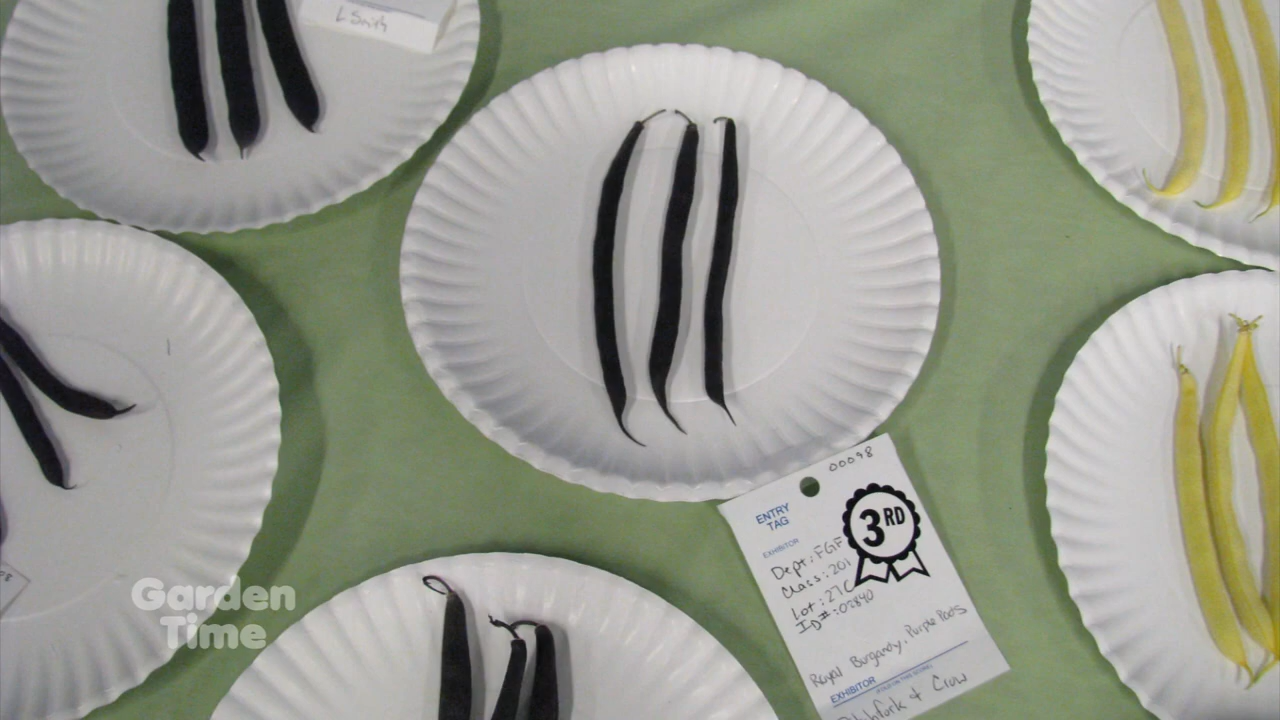 L Smith
00098
ENTRY
TAG
3RD
EXHIBITOR
Dept: FGF
Class: 201
Lot: 27C
ID#: 02840
Royal Burgandy, Purple Pods
EXHIBITOR
& Crow
Garden
Time